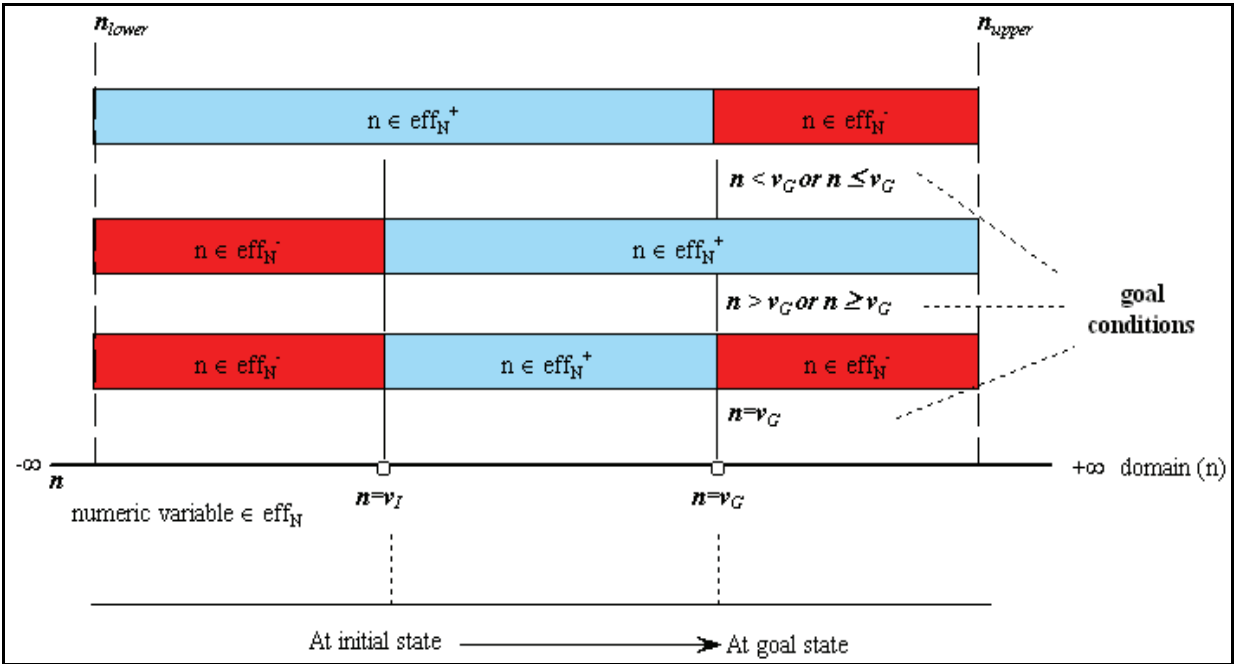 n_lower n_upper
n ∈ eff_N^+ n ∈ eff_N^-
n < v_G or n ≤ v_G
n ∈ eff_N^- n ∈ eff_N^+
n > v_G or n ≥ v_G
goal
conditions
n ∈ eff_N^- n ∈ eff_N^+ n ∈ eff_N^-
n=v_G
-∞ +∞ domain (n)
n
n=v_I n=v_G
numeric variable ∈ eff_N
At initial state At goal state